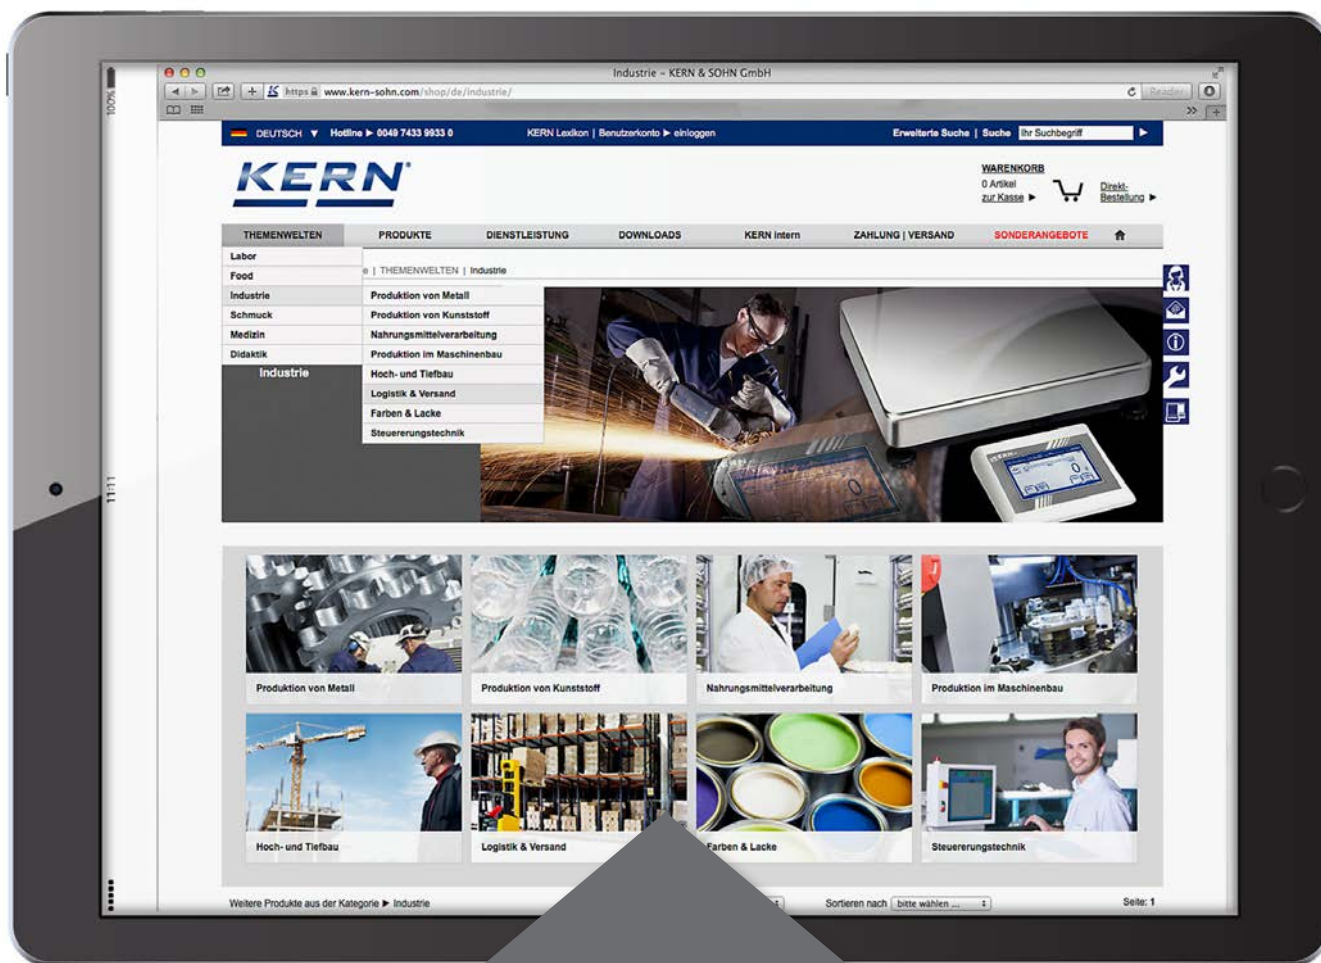 100%
11:11
Industrie – KERN & SOHN GmbH
https www.kern-sohn.com/shop/de/industrie/
Reader
DEUTSCH ▼ Hotline ► 0049 7433 9933 0 KERN Lexikon | Benutzerkonto ► einloggen Erweiterte Suche | Suche Ihr Suchbegriff
KERN
WARENKORB
0 Artikel
zur Kasse ►
Direkt-
Bestellung ►
THEMENWELTEN PRODUKTE DIENSTLEISTUNG DOWNLOADS KERN Intern ZAHLUNG | VERSAND SONDERANGEBOTE
Labor
Food
e | THEMENWELTEN | Industrie
Industrie
Schmuck
Medizin
Didaktik
Produktion von Metall
Produktion von Kunststoff
Nahrungsmittelverarbeitung
Produktion im Maschinenbau
Hoch- und Tiefbau
Logistik & Versand
Farben & Lacke
Steuererungstechnik
Industrie
KERN
Produktion von Metall
Produktion von Kunststoff
Nahrungsmittelverarbeitung
Produktion im Maschinenbau
Hoch- und Tiefbau
Logistik & Versand
Farben & Lacke
Steuererungstechnik
Weitere Produkte aus der Kategorie ► Industrie
Sortieren nach bitte wählen ...
Seite: 1